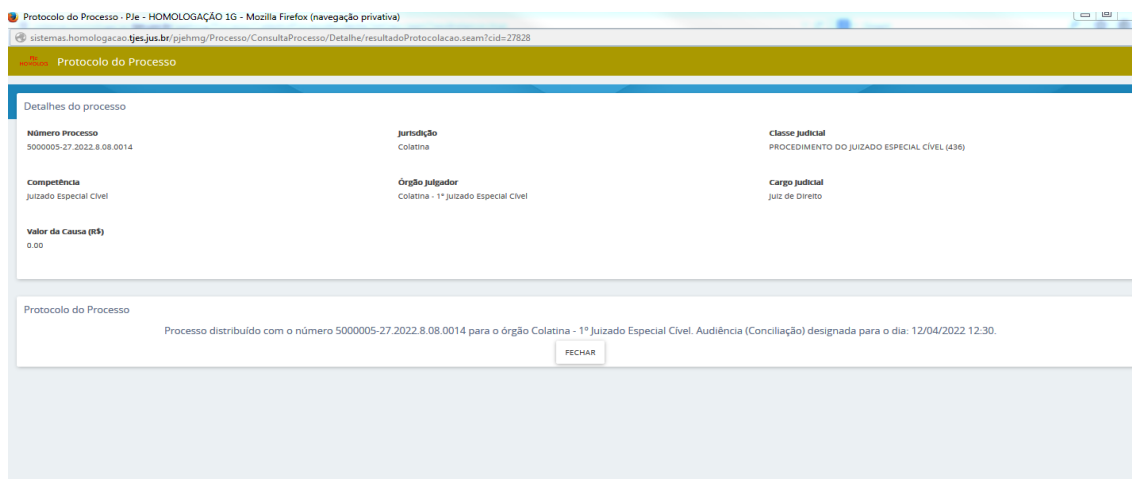 Protocolo do Processo · PJe - HOMOLOGAÇÃO 1G - Mozilla Firefox (navegação privativa)
sistemas.homologacao.tjes.jus.br/pjehmg/Processo/ConsultaProcesso/Detalhe/resultadoProtocolacao.seam?cid=27828
PJe HOMOLOG Protocolo do Processo
Detalhes do processo
Número Processo Jurisdição Classe Judicial
5000005-27.2022.8.08.0014 Colatina PROCEDIMENTO DO JUIZADO ESPECIAL CÍVEL (436)
Competência Órgão Julgador Cargo Judicial
Juizado Especial Cível Colatina - 1º Juizado Especial Cível Juiz de Direito
Valor da Causa (R$)
0.00
Protocolo do Processo
Processo distribuído com o número 5000005-27.2022.8.08.0014 para o órgão Colatina - 1º Juizado Especial Cível. Audiência (Conciliação) designada para o dia: 12/04/2022 12:30.
FECHAR